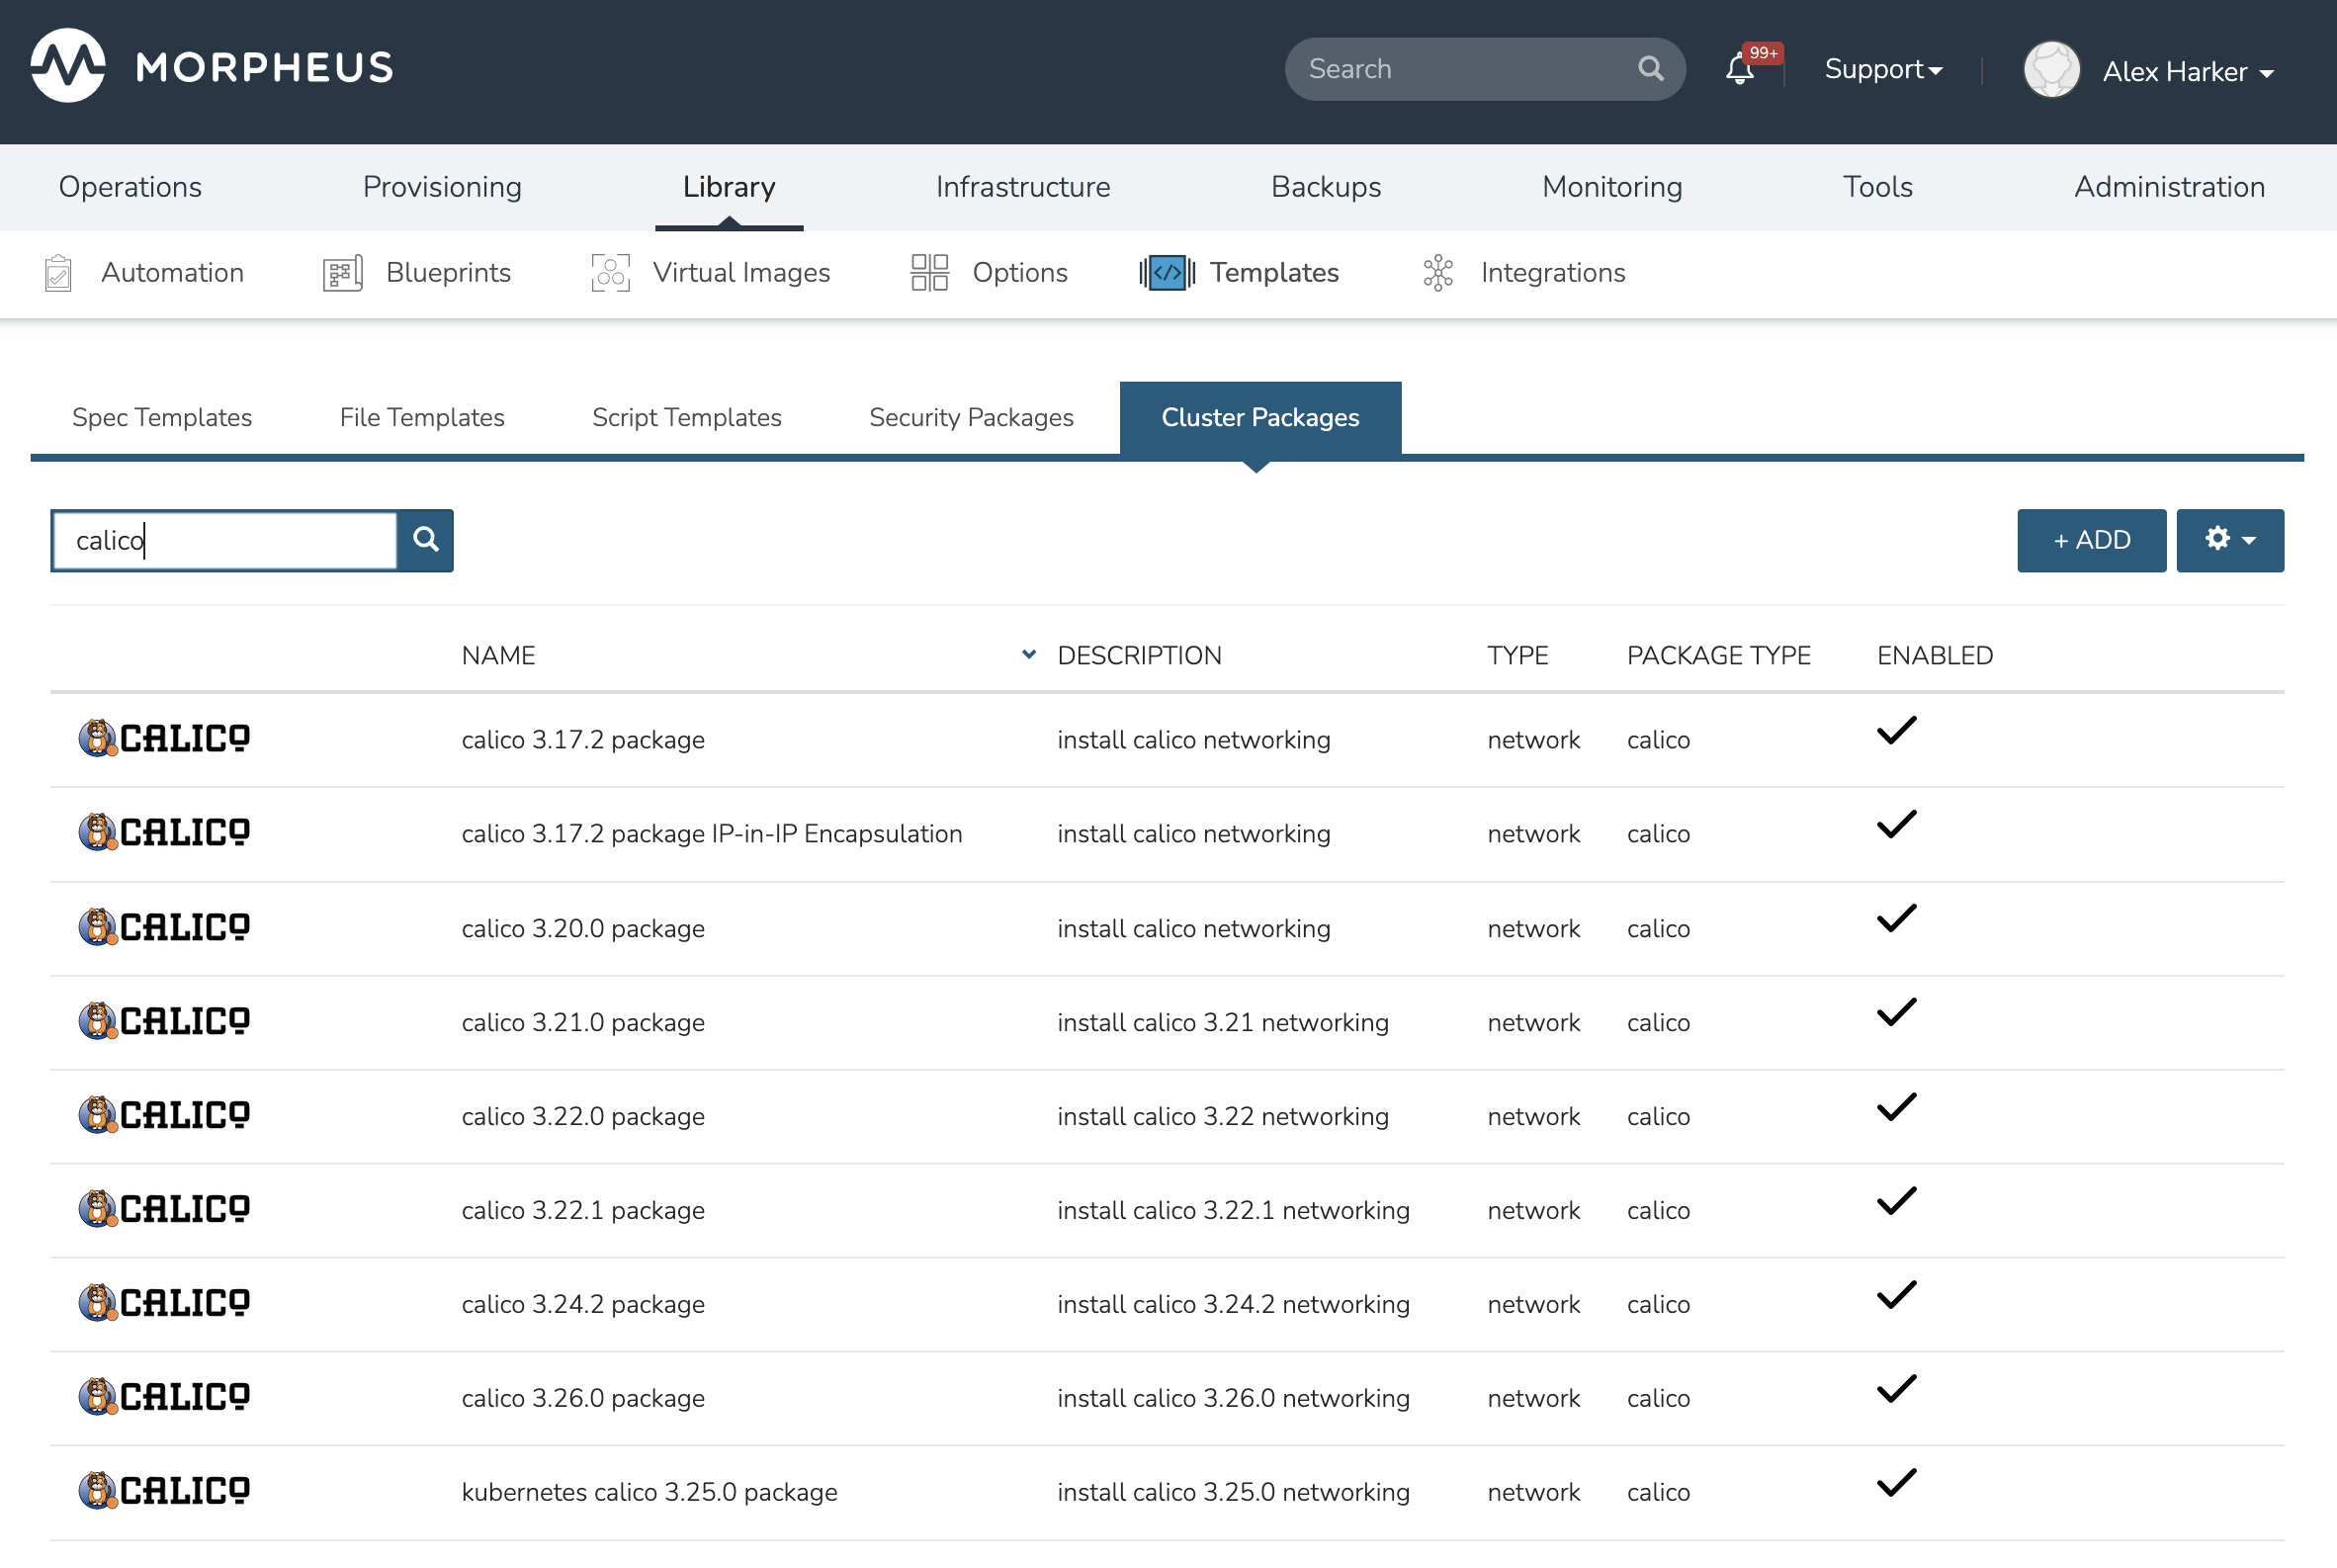 MORPHEUS
Search
99+
Support
Alex Harker
Operations Provisioning Library Infrastructure Backups Monitoring Tools Administration
Automation Blueprints Virtual Images Options </> Templates Integrations
Spec Templates File Templates Script Templates Security Packages Cluster Packages
calico
+ ADD
NAME DESCRIPTION TYPE PACKAGE TYPE ENABLED
CALICO calico 3.17.2 package install calico networking network calico
CALICO calico 3.17.2 package IP-in-IP Encapsulation install calico networking network calico
CALICO calico 3.20.0 package install calico networking network calico
CALICO calico 3.21.0 package install calico 3.21 networking network calico
CALICO calico 3.22.0 package install calico 3.22 networking network calico
CALICO calico 3.22.1 package install calico 3.22.1 networking network calico
CALICO calico 3.24.2 package install calico 3.24.2 networking network calico
CALICO calico 3.26.0 package install calico 3.26.0 networking network calico
CALICO kubernetes calico 3.25.0 package install calico 3.25.0 networking network calico